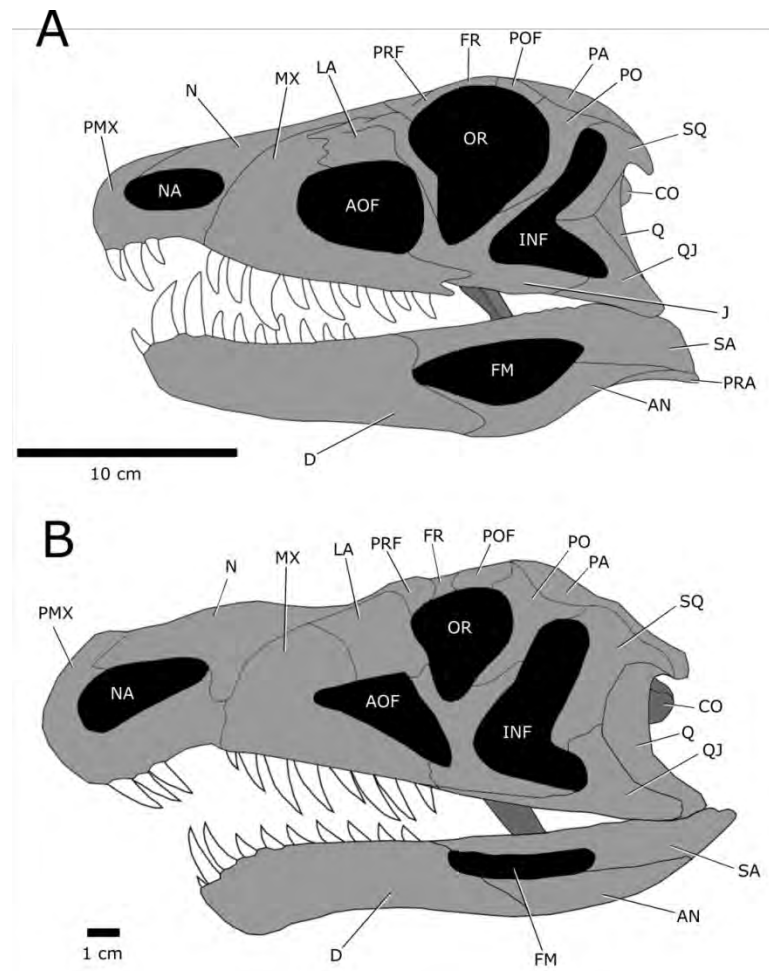 A
PRF
FR
POF
PA
PO
SQ
N
MX
LA
PMX
OR
NA
AOF
CO
Q
QJ
INF
J
SA
FM
PRA
AN
D
10 cm
B
PRF
FR
POF
PO
PA
N
MX
LA
SQ
PMX
OR
NA
AOF
CO
INF
Q
QJ
SA
AN
D
FM
1 cm